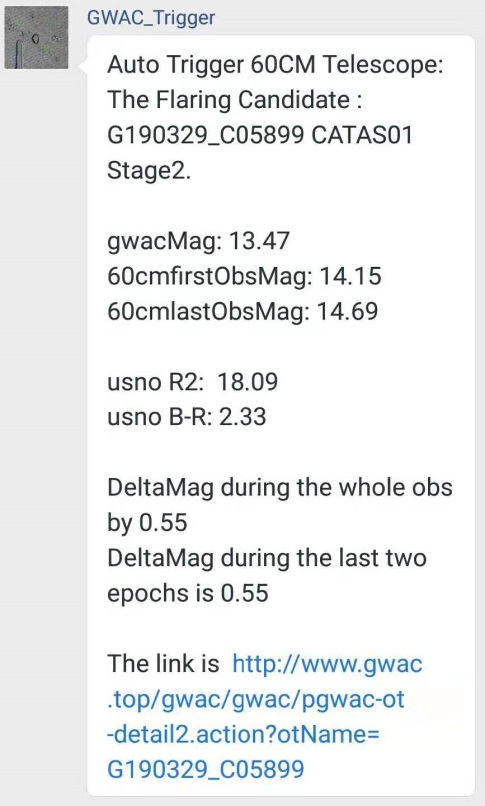 GWAC_Trigger
Auto Trigger 60CM Telescope:
The Flaring Candidate :
G190329_C05899 CATAS01
Stage2.
gwacMag: 13.47
60cmfirstObsMag: 14.15
60cmlastObsMag: 14.69
usno R2:  18.09
usno B-R: 2.33
DeltaMag during the whole obs
by 0.55
DeltaMag during the last two
epochs is 0.55
The link is  http://www.gwac
.top/gwac/gwac/pgwac-ot
-detail2.action?otName=
G190329_C05899